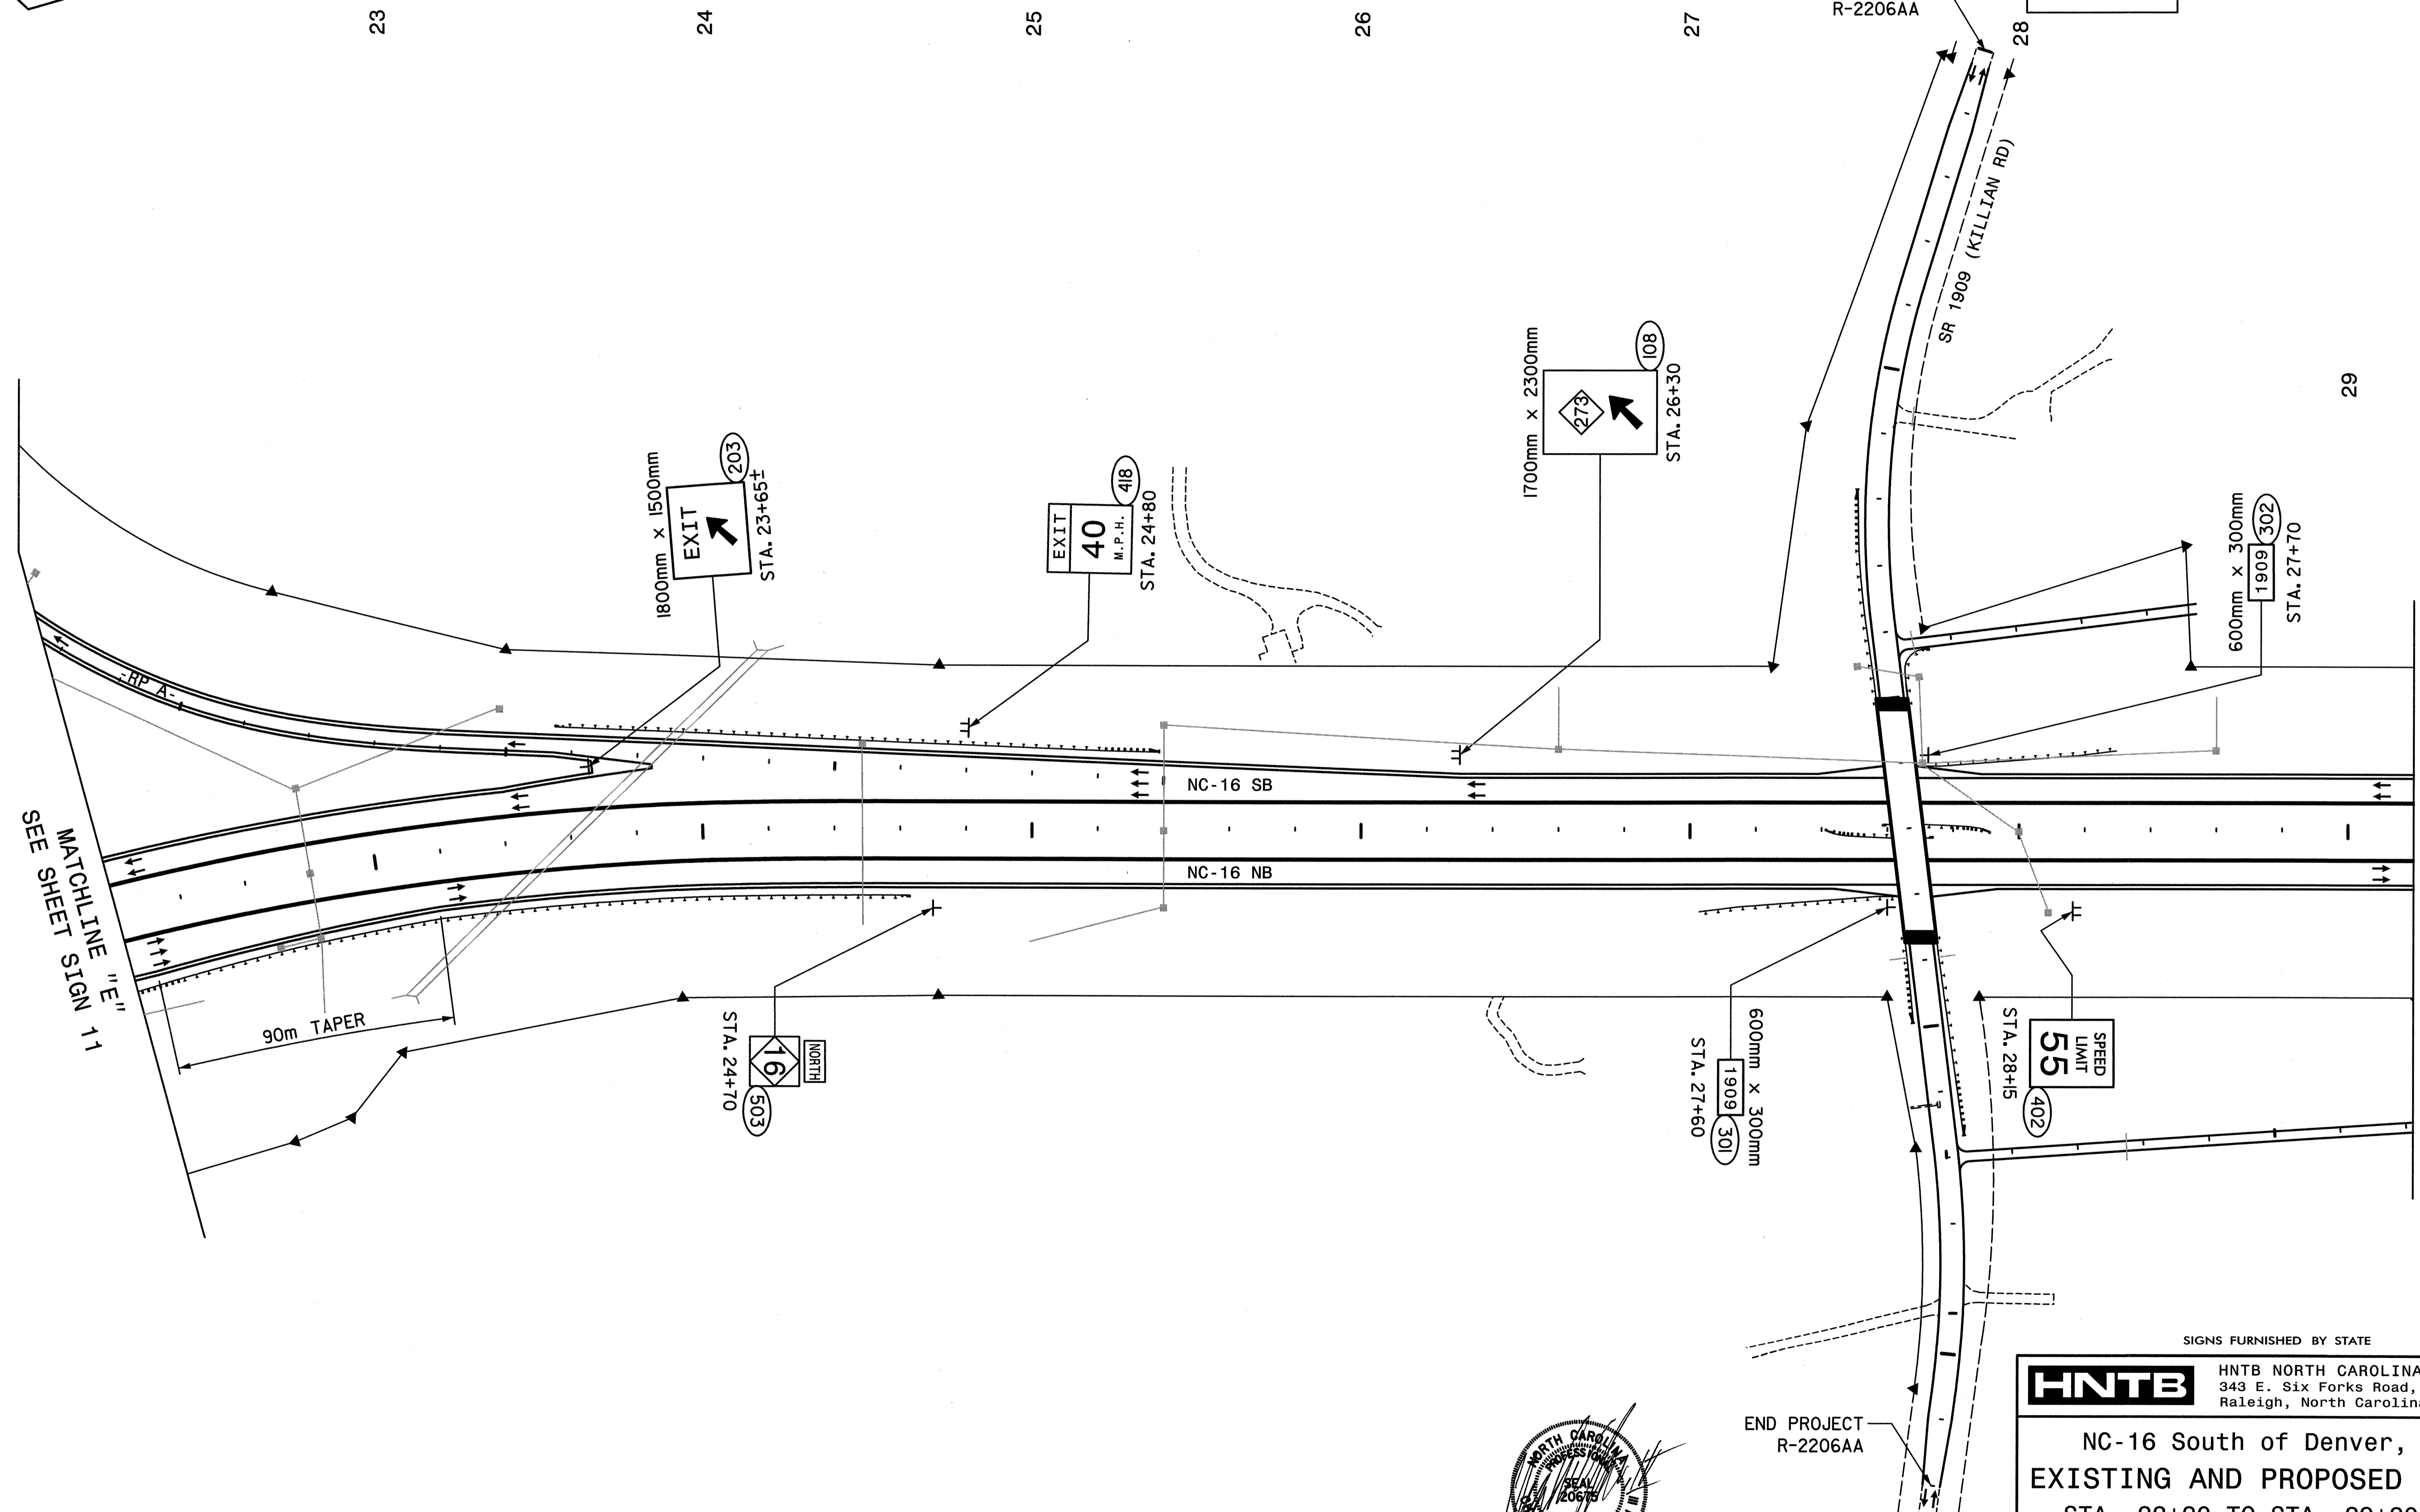 23
24
25
26
27
28
29
R-2206AA
SR 1909 (KILLIAN RD)
1800mm x 1500mm
EXIT
203
STA. 23+65±
EXIT
40
M.P.H.
418
STA. 24+80
1700mm x 2300mm
273
108
STA. 26+30
600mm x 300mm
1909
302
STA. 27+70
-RP A-
NC-16 SB
NC-16 NB
MATCHLINE "E"
SEE SHEET SIGN 11
90m TAPER
NORTH
16
503
STA. 24+70
600mm x 300mm
1909
301
STA. 27+60
SPEED
LIMIT
55
402
STA. 28+15
SIGNS FURNISHED BY STATE
HNTB
HNTB NORTH CAROLINA
343 E. Six Forks Road,
Raleigh, North Carolina
NC-16 South of Denver,
EXISTING AND PROPOSED
END PROJECT
R-2206AA
NORTH CAROLINA
PROFESSIONAL
SEAL
20675